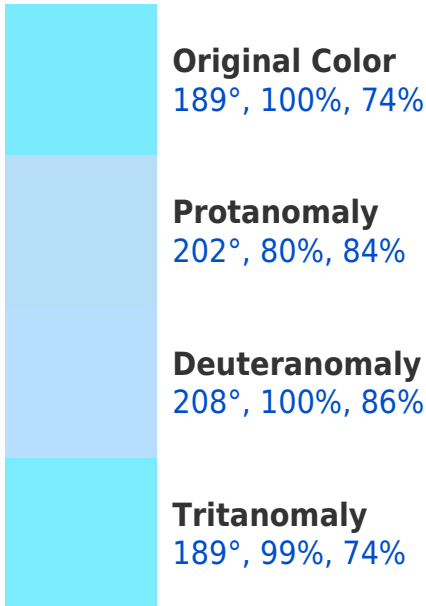 Original Color
189°, 100%, 74%
Protanomaly
202°, 80%, 84%
Deuteranomaly
208°, 100%, 86%
Tritanomaly
189°, 99%, 74%